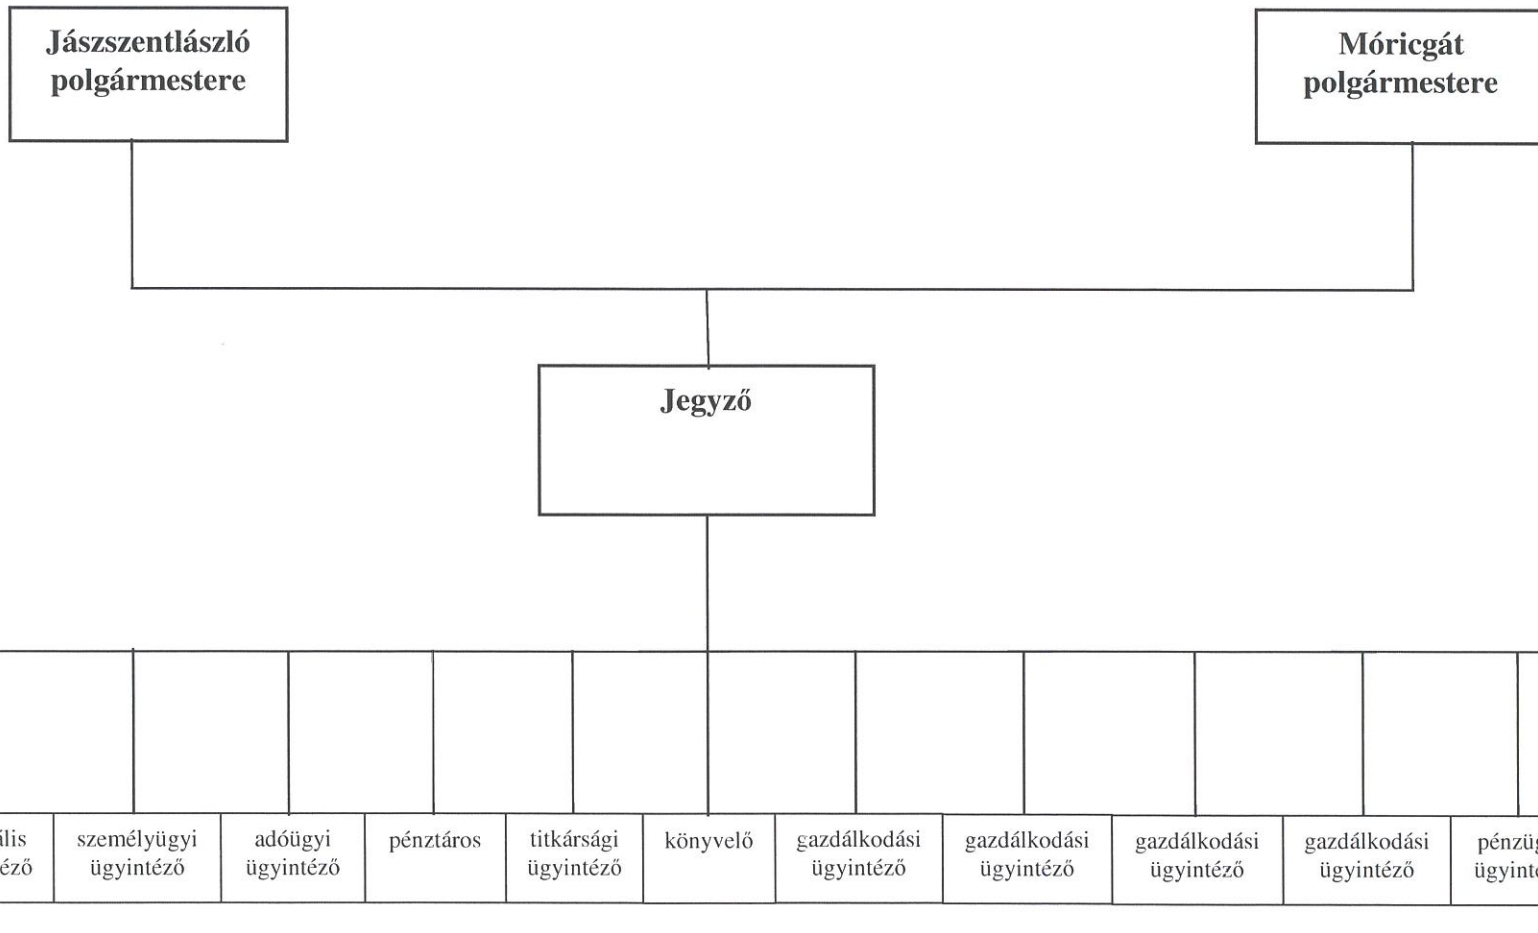 Jászszentlászló
polgármestere
Móricgát
polgármestere
Jegyző
személyügyi
ügyintéző
adóügyi
ügyintéző
pénztáros
titkársági
ügyintéző
könyvelő
gazdálkodási
ügyintéző
gazdálkodási
ügyintéző
gazdálkodási
ügyintéző
gazdálkodási
ügyintéző